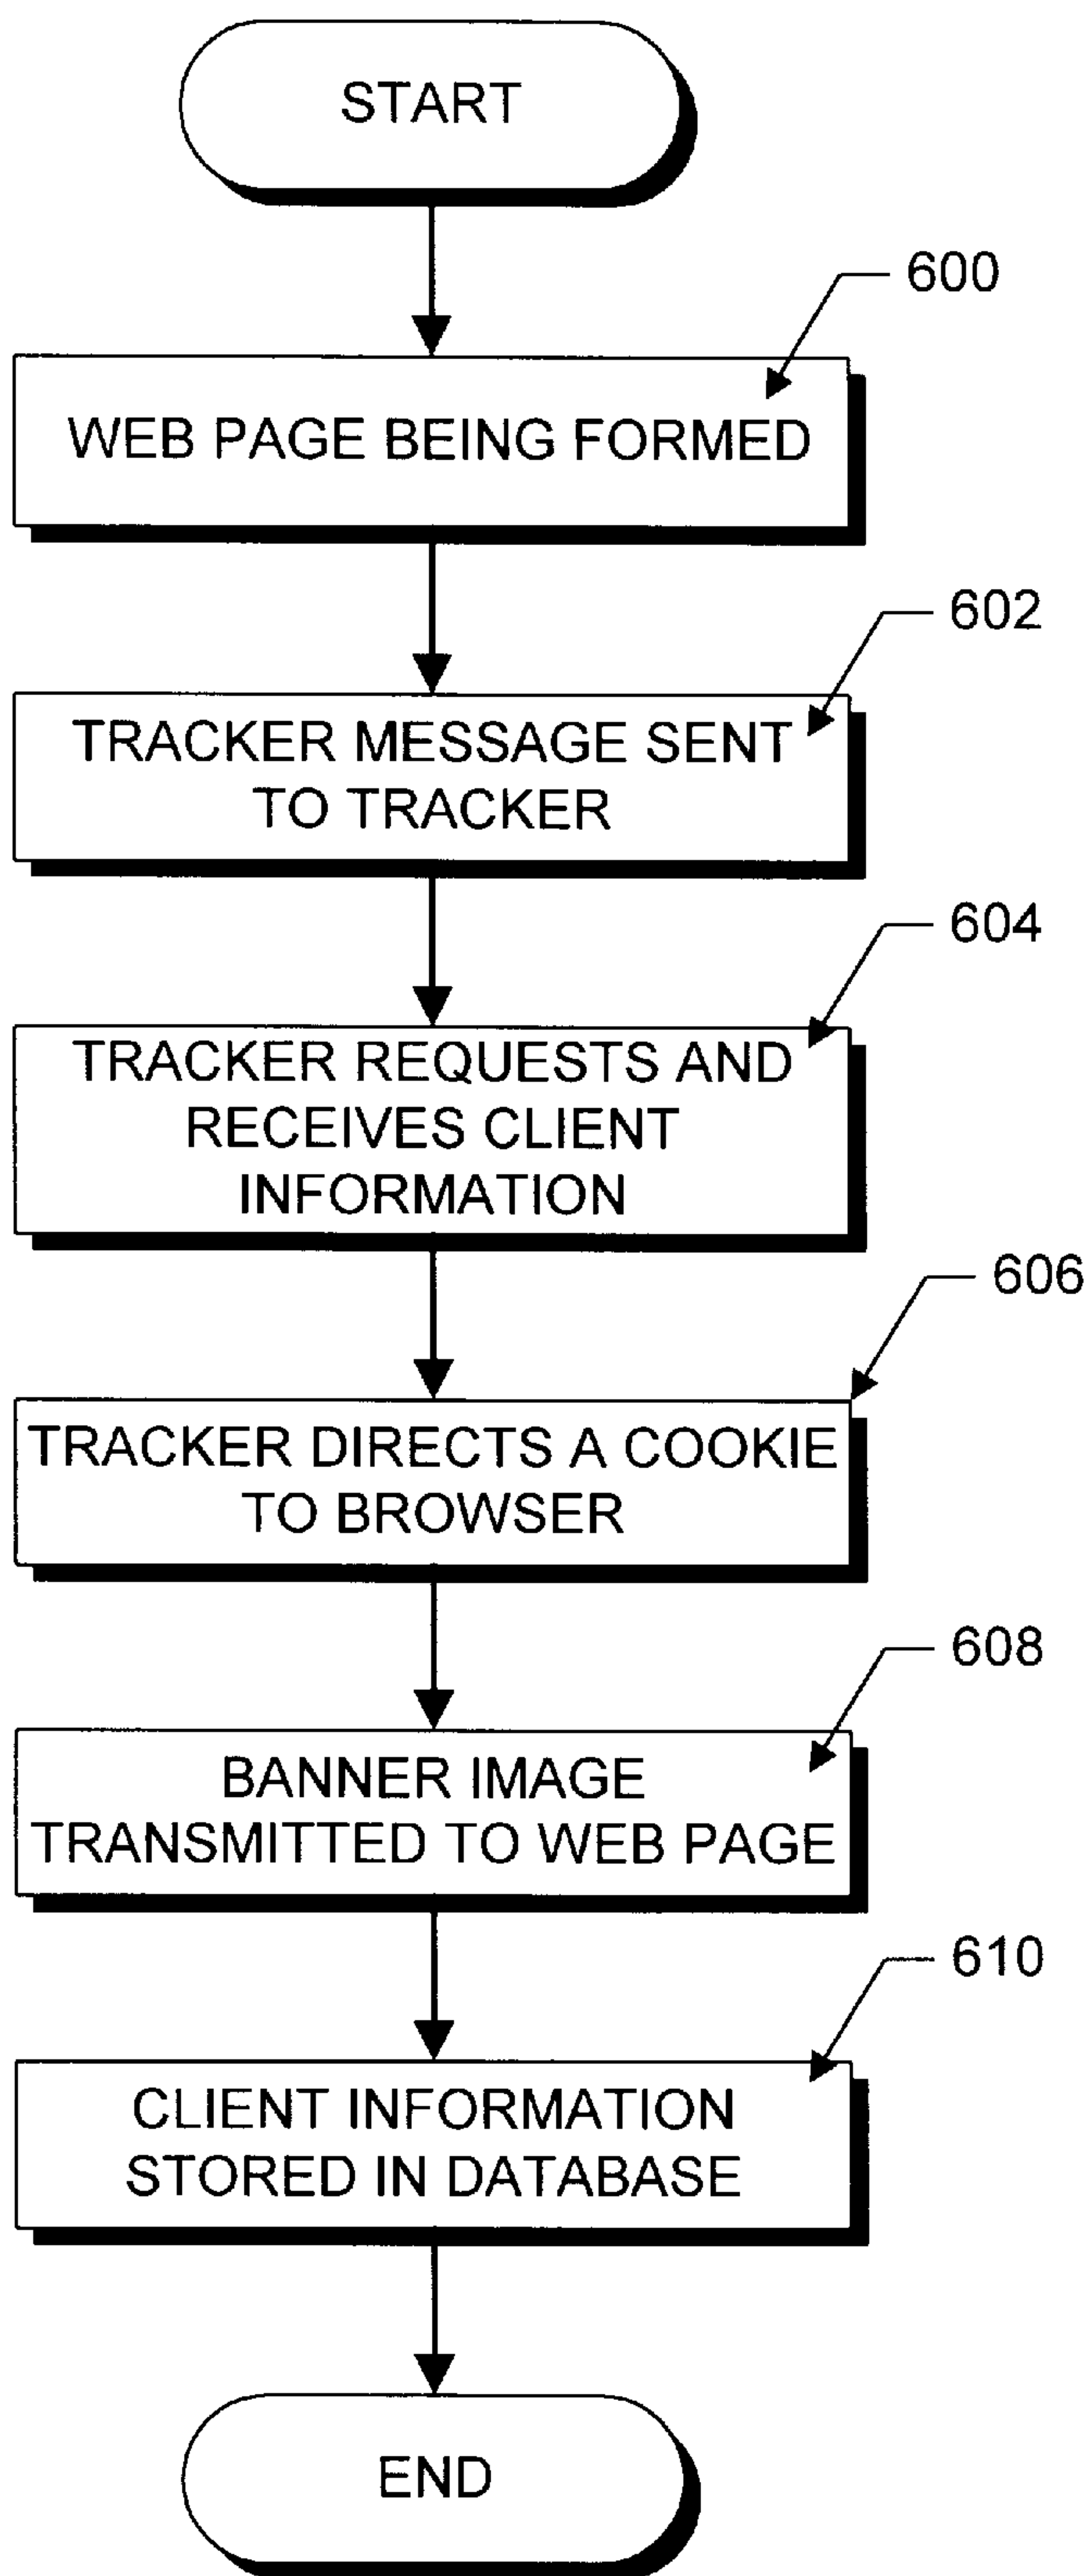 START
600
WEB PAGE BEING FORMED
602
TRACKER MESSAGE SENT
TO TRACKER
604
TRACKER REQUESTS AND
RECEIVES CLIENT
INFORMATION
606
TRACKER DIRECTS A COOKIE
TO BROWSER
608
BANNER IMAGE
TRANSMITTED TO WEB PAGE
610
CLIENT INFORMATION
STORED IN DATABASE
END